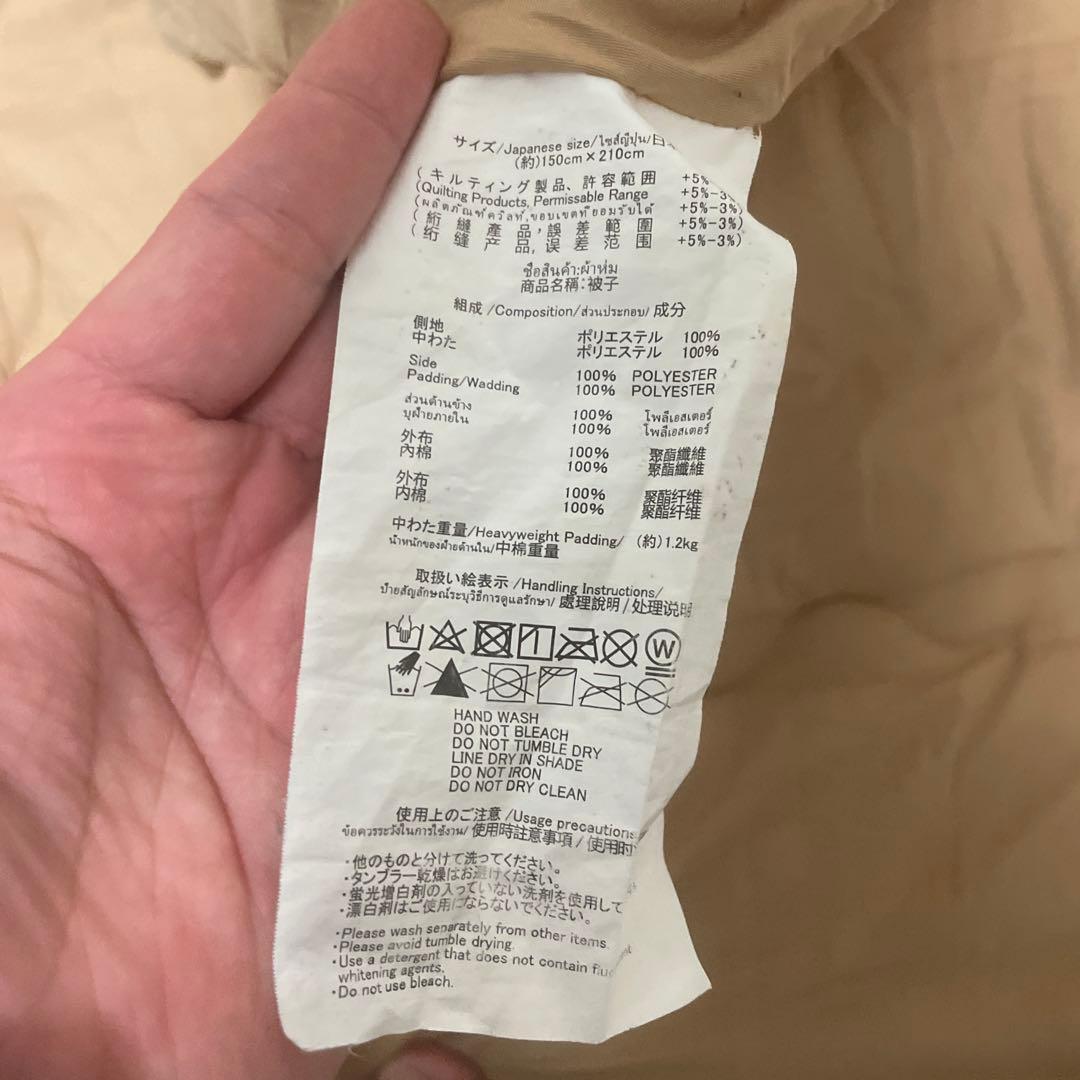 サイズ/Japanese size/ไซส์ญี่ปุ่น/日
(約)150cm×210cm
(キルティング製品、許容範囲 +5%-
(Quilting Products, Permissable Range +5%-3%
(ผลิตภัณฑ์ควิลท์,ขอบเขตที่ยอมรับได้ +5%-3%)
(絎縫產品,誤差範圍 +5%-3%)
(绗缝产品,误差范围 +5%-3%)
ชื่อสินค้า:ผ้าห่ม
商品名稱:被子
組成/Composition/ส่วนประกอบ/成分
側地 ポリエステル 100%
中わた ポリエステル 100%
Side 100% POLYESTER
Padding/Wadding 100% POLYESTER
ส่วนด้านข้าง 100% โพลีเอสเตอร์
บุฝ้ายภายใน 100% โพลีเอสเตอร์
外布 100% 聚酯纖維
內棉 100% 聚酯纖維
外布 100% 聚酯纤维
内棉 100% 聚酯纤维
中わた重量/Heavyweight Padding/ (約)1.2kg
น้ำหนักของฝ้ายด้านใน/中棉重量
取扱い絵表示/Handling Instructions/
ป้ายสัญลักษณ์ระบุวิธีการดูแลรักษา/處理說明/处理说明
W
HAND WASH
DO NOT BLEACH
DO NOT TUMBLE DRY
LINE DRY IN SHADE
DO NOT IRON
DO NOT DRY CLEAN
使用上のご注意/Usage precautions
ข้อควรระวังในการใช้งาน/使用時註意事項/使用时
・他のものと分けて洗ってください。
・タンブラー乾燥はお避けください。
・蛍光増白剤の入っていない洗剤を使用して
・漂白剤はご使用にならないでください。
・Please wash separately from other items.
・Please avoid tumble drying.
・Use a detergent that does not contain fluo
whitening agents.
・Do not use bleach.